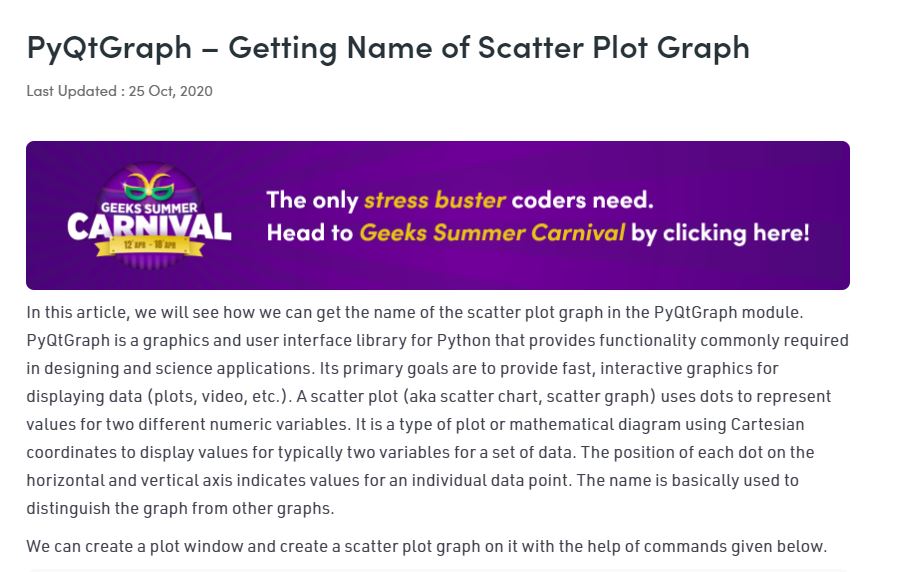 PyQtGraph – Getting Name of Scatter Plot Graph
Last Updated : 25 Oct, 2020
GEEKS SUMMER
CARNIVAL
12th APR - 18th APR
The only stress buster coders need.
Head to Geeks Summer Carnival by clicking here!
In this article, we will see how we can get the name of the scatter plot graph in the PyQtGraph module.
PyQtGraph is a graphics and user interface library for Python that provides functionality commonly required
in designing and science applications. Its primary goals are to provide fast, interactive graphics for
displaying data (plots, video, etc.). A scatter plot (aka scatter chart, scatter graph) uses dots to represent
values for two different numeric variables. It is a type of plot or mathematical diagram using Cartesian
coordinates to display values for typically two variables for a set of data. The position of each dot on the
horizontal and vertical axis indicates values for an individual data point. The name is basically used to
distinguish the graph from other graphs.
We can create a plot window and create a scatter plot graph on it with the help of commands given below.